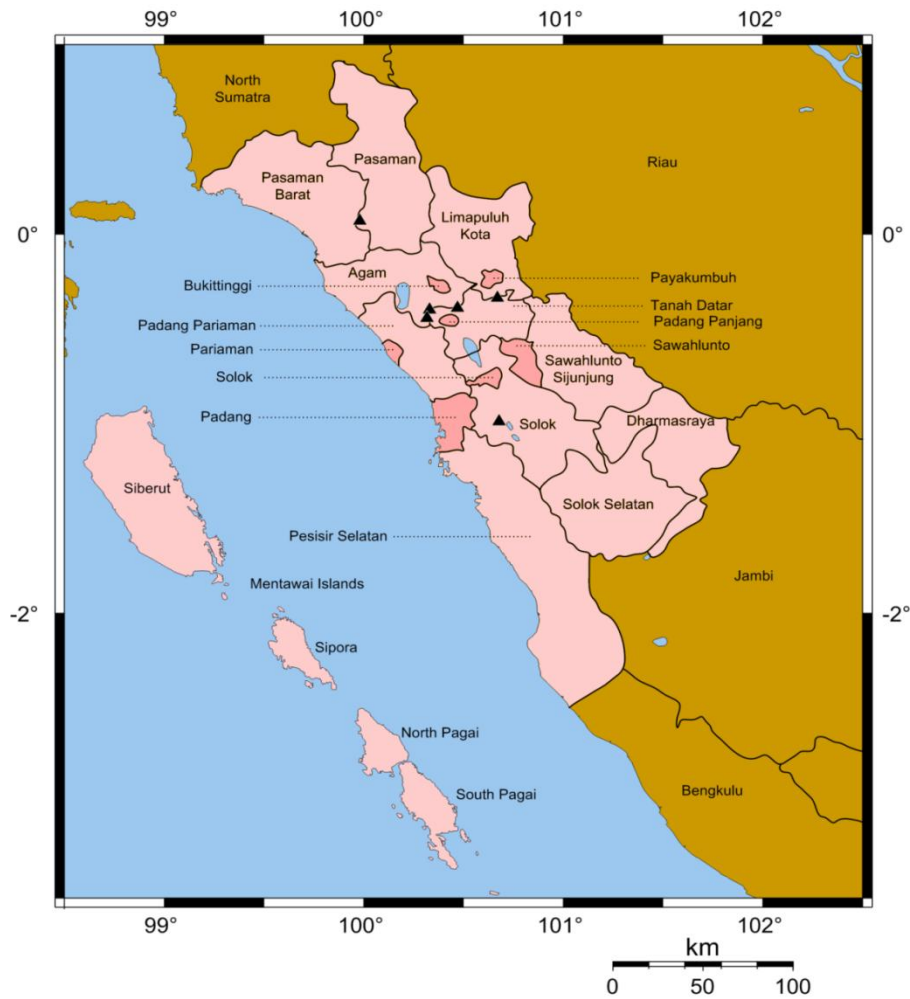 99°
100°
101°
102°
North
Sumatra
Pasaman
Riau
Pasaman
Barat
Limapuluh
Kota
0°
0°
Agam
Bukittinggi
Payakumbuh
Tanah Datar
Padang Pariaman
Padang Panjang
Pariaman
Sawahlunto
Sawahlunto
Sijunjung
Solok
Padang
Solok
Dharmasraya
Siberut
Solok Selatan
Pesisir Selatan
Mentawai Islands
Jambi
-2°
-2°
Sipora
North Pagai
South Pagai
Bengkulu
99°
100°
101°
102°
km
0
50
100